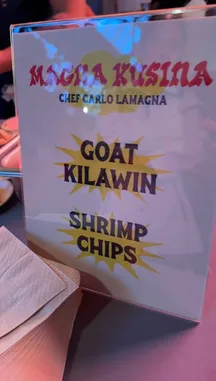 MAGNA KUSINA
CHEF CARLO LAMAGNA
GOAT
KILAWIN
SHRIMP
CHIPS